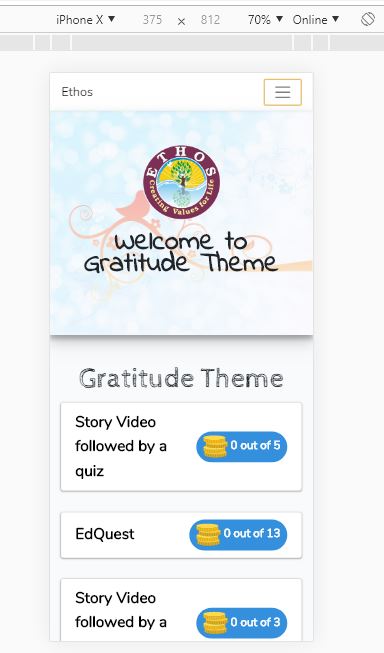 iPhone X ▼ 375 x 812 70% ▼ Online ▼
Ethos
ETHOS
Creating Values for Life
Welcome to
Gratitude Theme
Gratitude Theme
Story Video
followed by a
quiz
0 out of 5
EdQuest
0 out of 13
Story Video
followed by a
0 out of 3